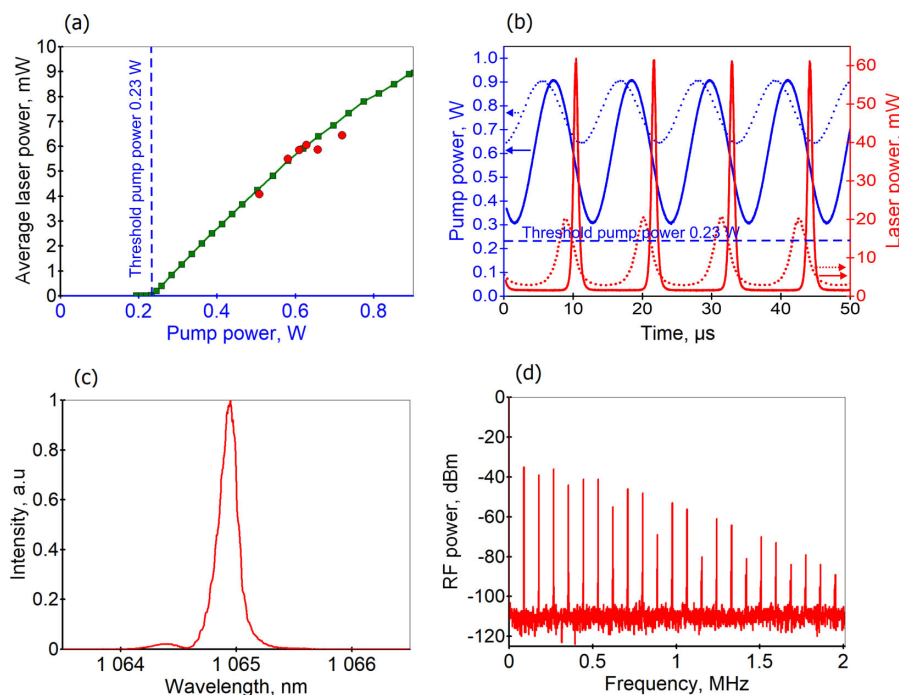 (a)
Average laser power, mW
10
9
8
7
6
5
4
3
2
1
0
Threshold pump power 0.23 W
0 0.2 0.4 0.6 0.8
Pump power, W
(b)
Pump power, W
1.0
0.9
0.8
0.7
0.6
0.5
0.4
0.3
0.2
0.1
0.0
Threshold pump power 0.23 W
60
50
40
30
20
10
0
Laser power, mW
0 10 20 30 40 50
Time, µs
(c)
Intensity, a.u
1
0.8
0.6
0.4
0.2
0
1 064 1 065 1 066
Wavelength, nm
(d)
RF power, dBm
0
-20
-40
-60
-80
-100
-120
0 0.5 1 1.5 2
Frequency, MHz